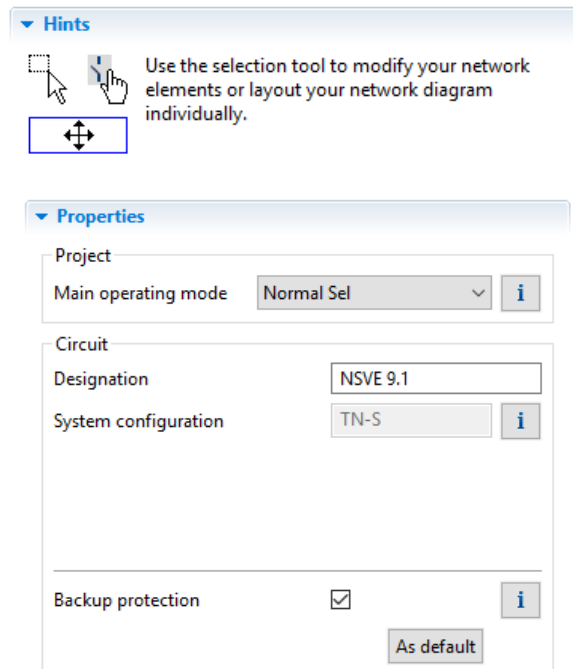 Hints
Use the selection tool to modify your network
elements or layout your network diagram
individually.
Properties
Project
Main operating mode Normal Sel i
Circuit
Designation NSVE 9.1
System configuration TN-S i
Backup protection i
As default